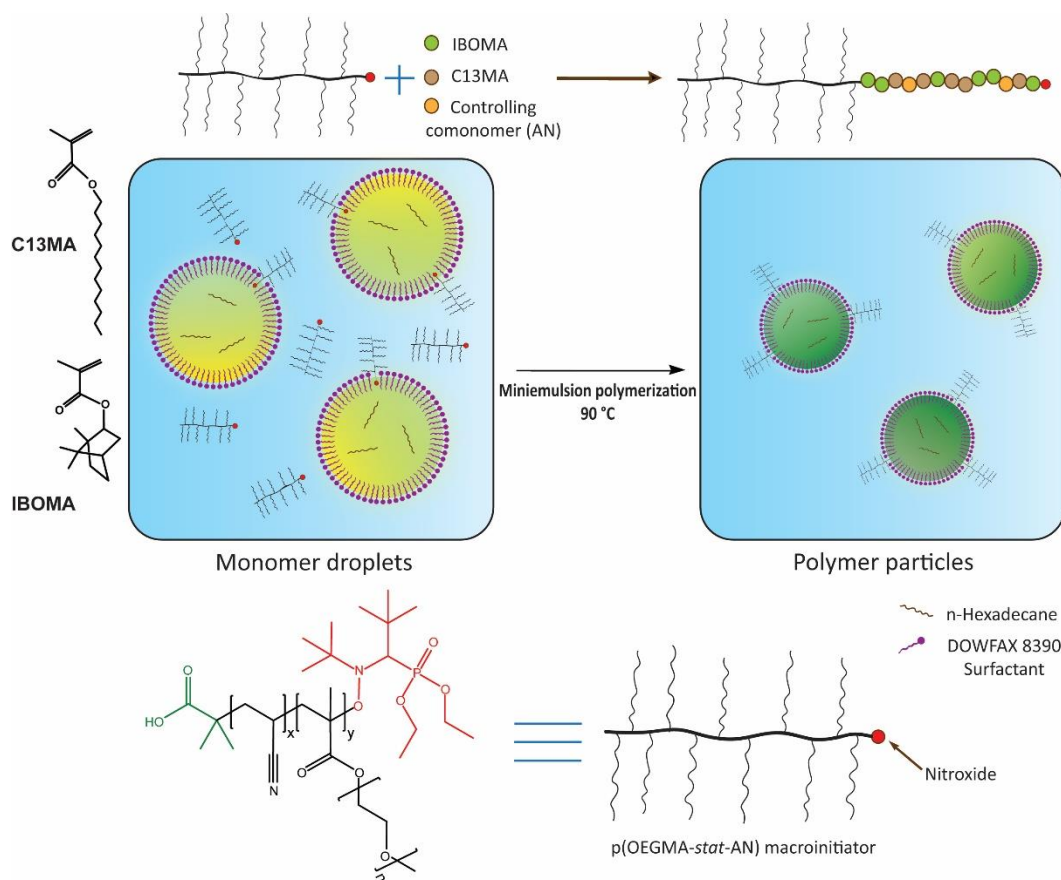 IBOMA
C13MA
Controlling
comonomer (AN)
C13MA
O
O
IBOMA
O
O
Miniemulsion polymerization
90 °C
Monomer droplets
Polymer particles
n-Hexadecane
DOWFAX 8390
Surfactant
Nitroxide
p(OEGMA-stat-AN) macroinitiator
HO
O
N
O
P
O
O
O
x
y
N
O
O
O